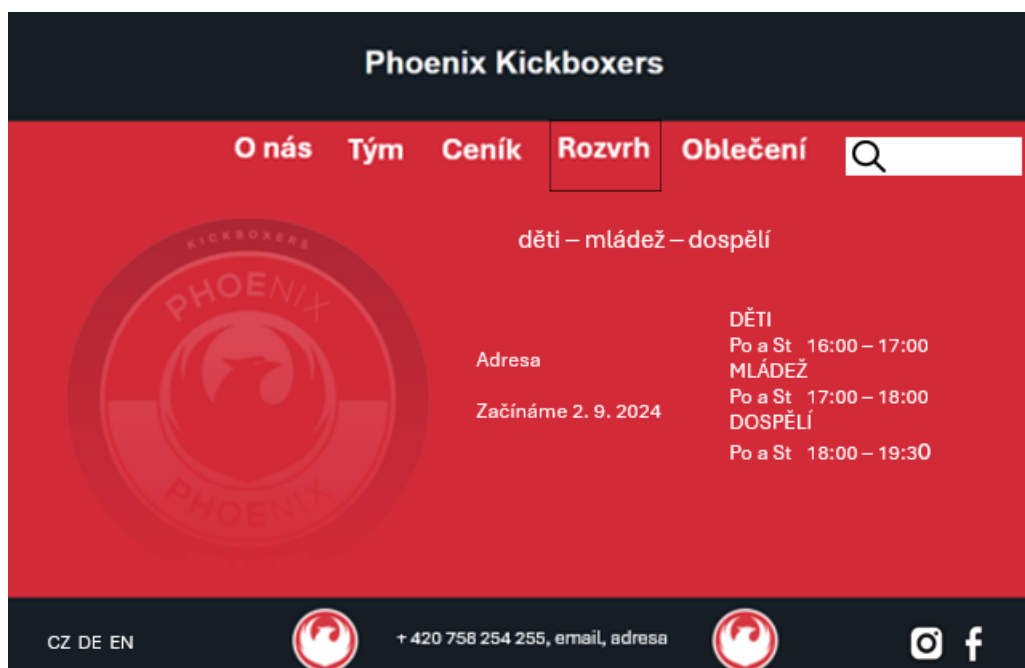 Phoenix Kickboxers
O nás Tým Ceník Rozvrh Oblečení
děti – mládež – dospělí
KICKBOXERS
PHOENIX
PHOENIX
Adresa
Začínáme 2. 9. 2024
DĚTI
Po a St 16:00 – 17:00
MLÁDEŽ
Po a St 17:00 – 18:00
DOSPĚLÍ
Po a St 18:00 – 19:30
CZ DE EN
+ 420 758 254 255, email, adresa